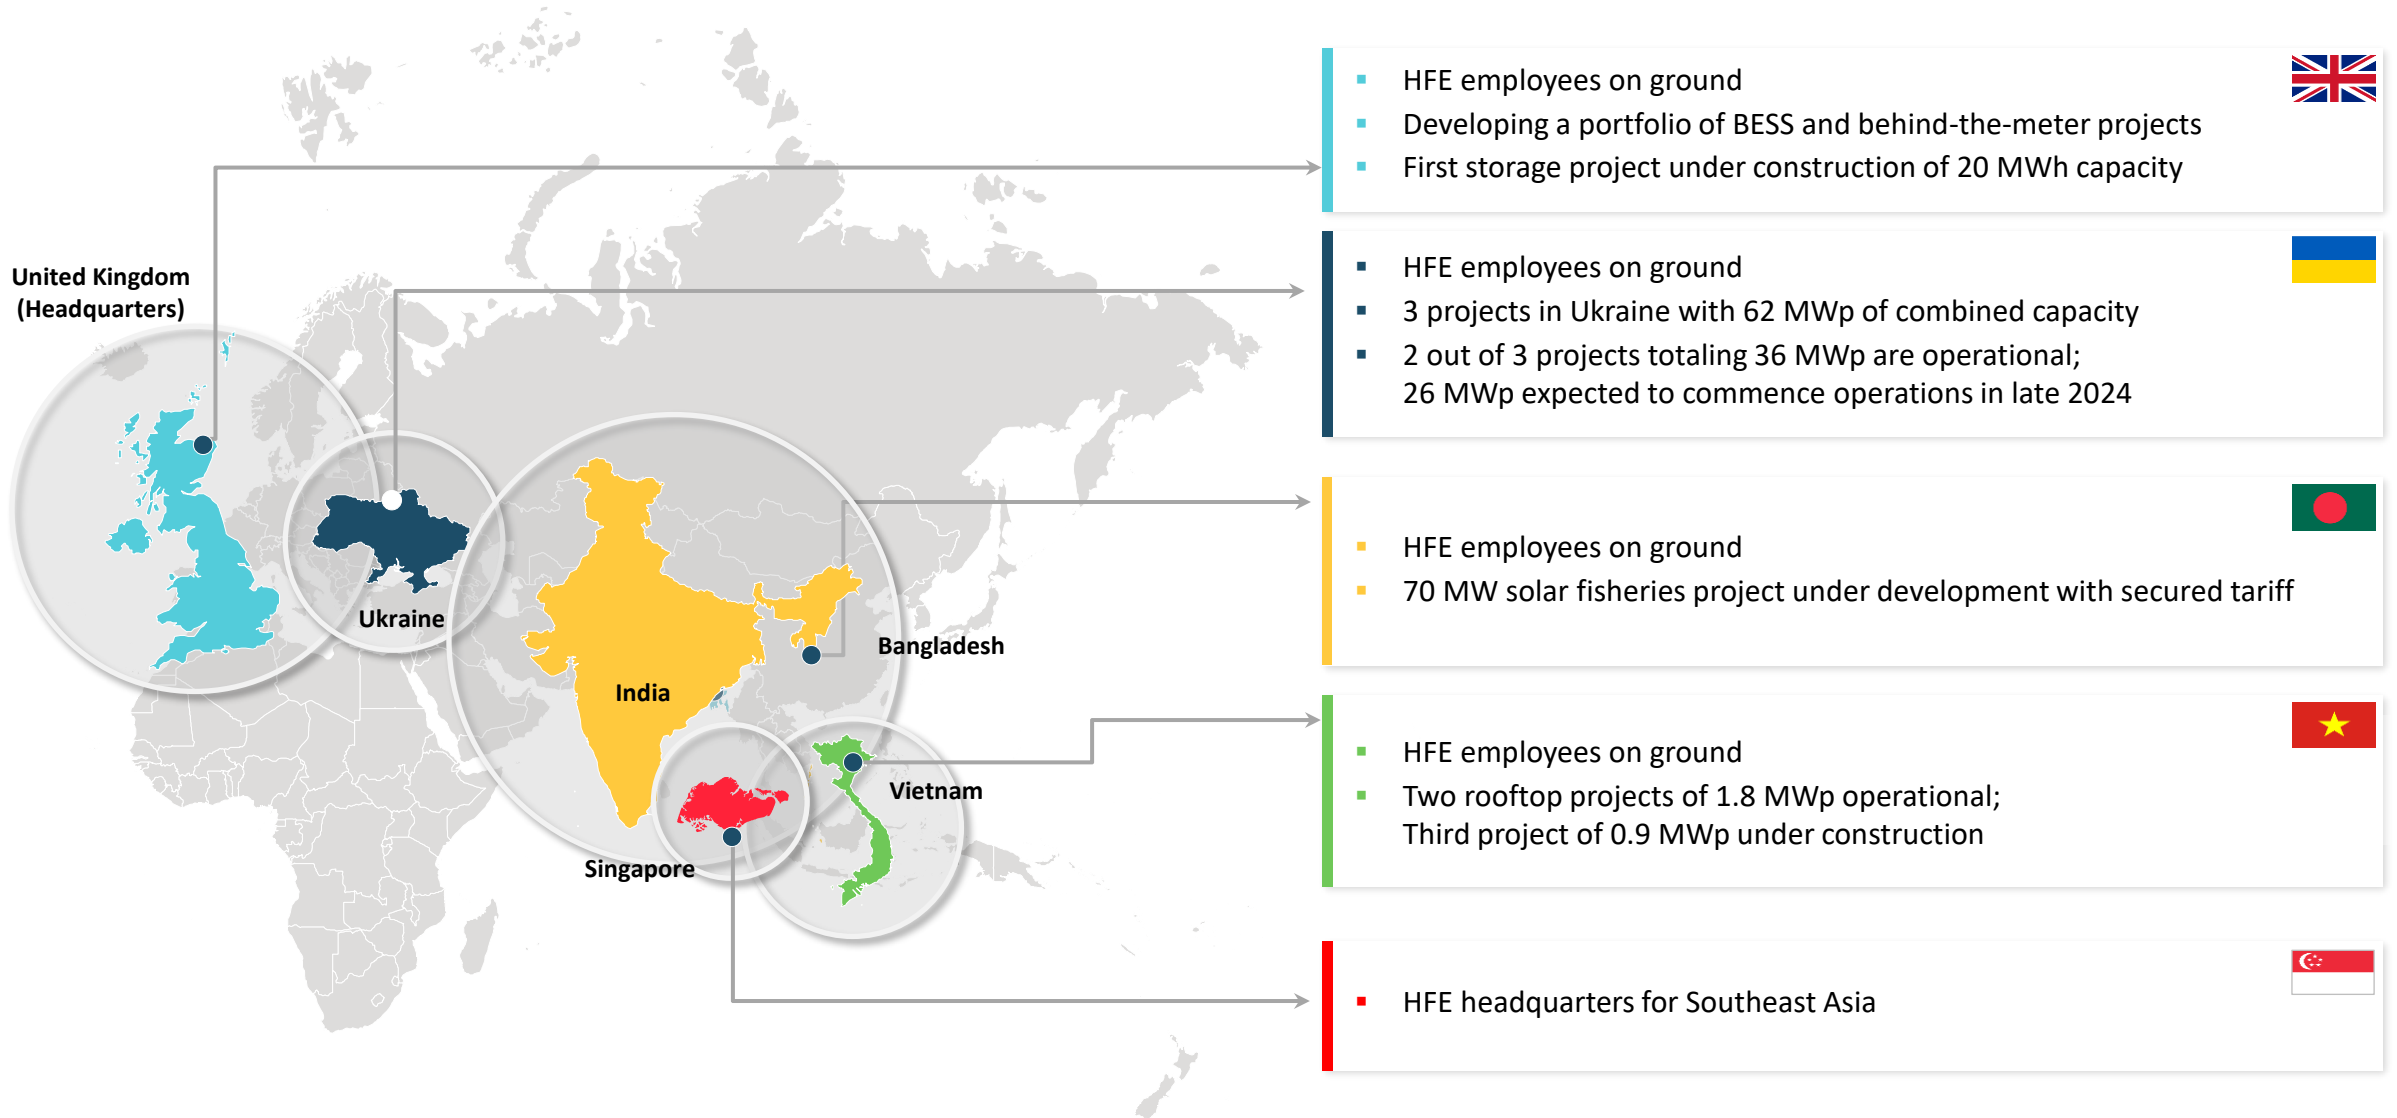 HFE employees on ground
Developing a portfolio of BESS and behind-the-meter projects
First storage project under construction of 20 MWh capacity
United Kingdom
(Headquarters)
HFE employees on ground
3 projects in Ukraine with 62 MWp of combined capacity
2 out of 3 projects totaling 36 MWp are operational;
26 MWp expected to commence operations in late 2024
Ukraine
HFE employees on ground
70 MW solar fisheries project under development with secured tariff
Bangladesh
India
HFE employees on ground
Two rooftop projects of 1.8 MWp operational;
Third project of 0.9 MWp under construction
Vietnam
Singapore
HFE headquarters for Southeast Asia